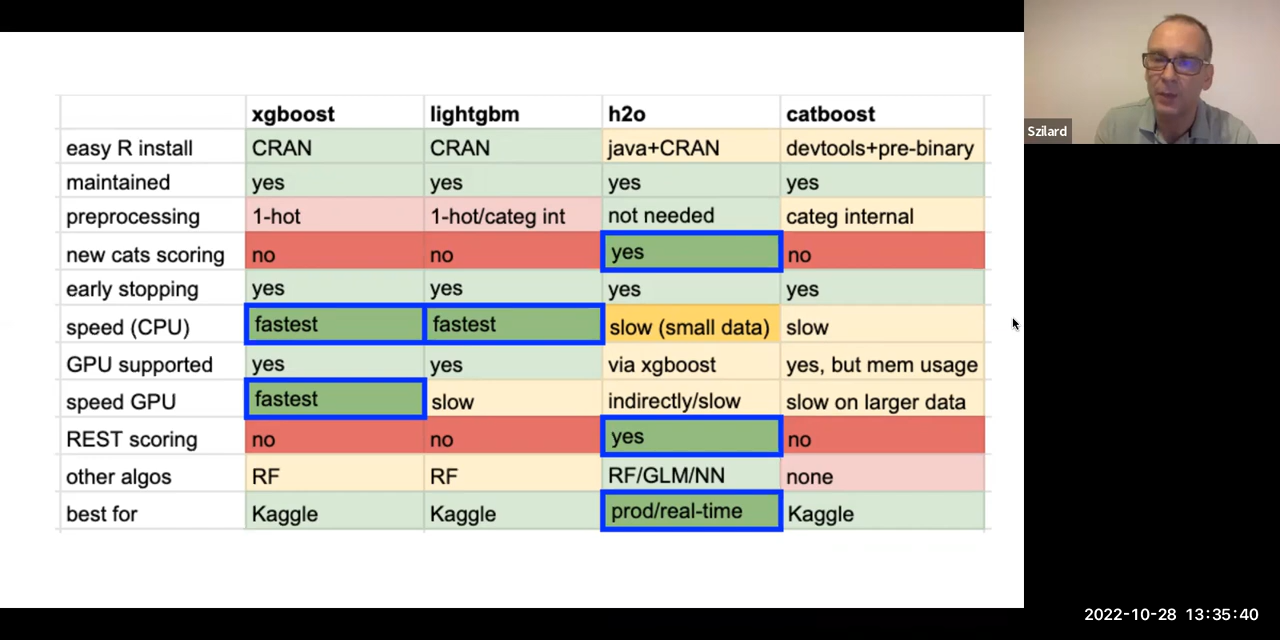 xgboost lightgbm h2o catboost
easy R install CRAN CRAN java+CRAN devtools+pre-binary
maintained yes yes yes yes
preprocessing 1-hot 1-hot/categ int not needed categ internal
new cats scoring no no yes no
early stopping yes yes yes yes
speed (CPU) fastest fastest slow (small data) slow
GPU supported yes yes via xgboost yes, but mem usage
speed GPU fastest slow indirectly/slow slow on larger data
REST scoring no no yes no
other algos RF RF RF/GLM/NN none
best for Kaggle Kaggle prod/real-time Kaggle
Szilard
2022-10-28 13:35:40